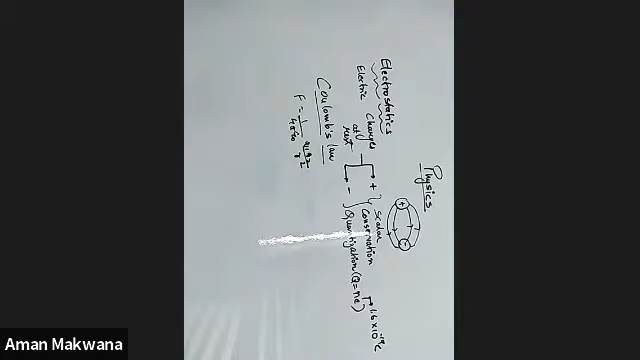 Physics
Electrostatics
Electric Charges at rest
+
-
Scalar
Conservation
Quantization (Q=ne)
→1.6×10⁻¹⁹C
Coulomb's law
F = 1/4πε₀ q₁q₂/r²
+
-
Aman Makwana